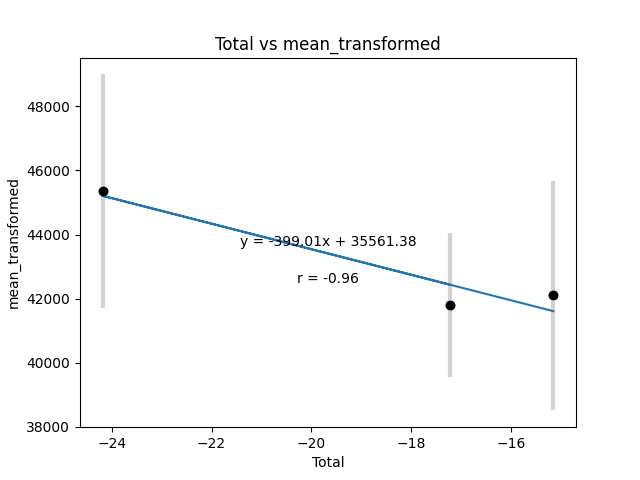 Total vs mean_transformed
mean_transformed
48000
46000
44000
42000
40000
38000
y = -399.01x + 35561.38
r = -0.96
−24
−22
−20
−18
−16
Total